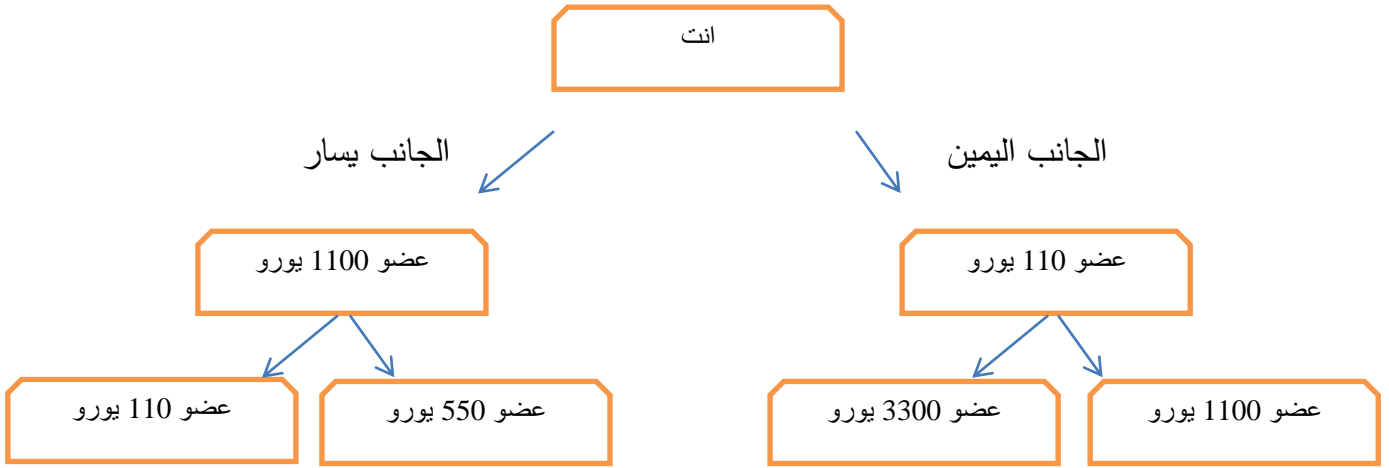 انت
الجانب اليمين
الجانب يسار
عضو 110 يورو
عضو 1100 يورو
عضو 1100 يورو
عضو 3300 يورو
عضو 550 يورو
عضو 110 يورو